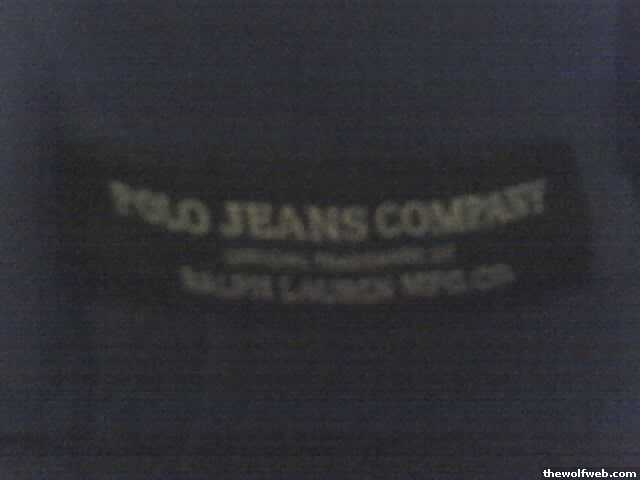 POLO JEANS COMPANY
RALPH LAUREN MFG. CO.
thewolfweb.com